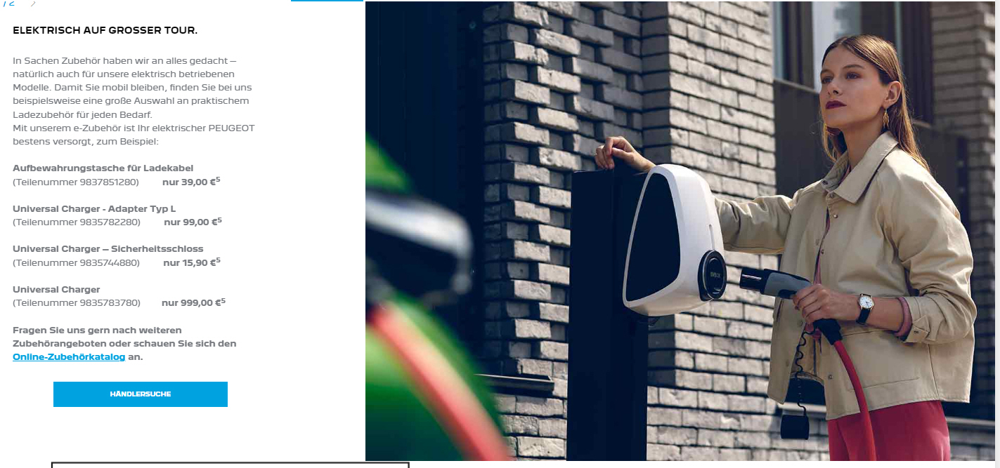 /2
ELEKTRISCH AUF GROSSER TOUR.
In Sachen Zubehör haben wir an alles gedacht –
natürlich auch für unsere elektrisch betriebenen
Modelle. Damit Sie mobil bleiben, finden Sie bei uns
beispielsweise eine große Auswahl an praktischem
Ladezubehör für jeden Bedarf.
Mit unserem e-Zubehör ist Ihr elektrischer PEUGEOT
bestens versorgt, zum Beispiel:
Aufbewahrungstasche für Ladekabel
(Teilenummer 9837851280) nur 39,00 €⁵
Universal Charger - Adapter Typ L
(Teilenummer 9835782280) nur 99,00 €⁵
Universal Charger – Sicherheitsschloss
(Teilenummer 9835744880) nur 15,90 €⁵
Universal Charger
(Teilenummer 9835783780) nur 999,00 €⁵
Fragen Sie uns gern nach weiteren
Zubehörangeboten oder schauen Sie sich den
Online-Zubehörkatalog an.
HÄNDLERSUCHE